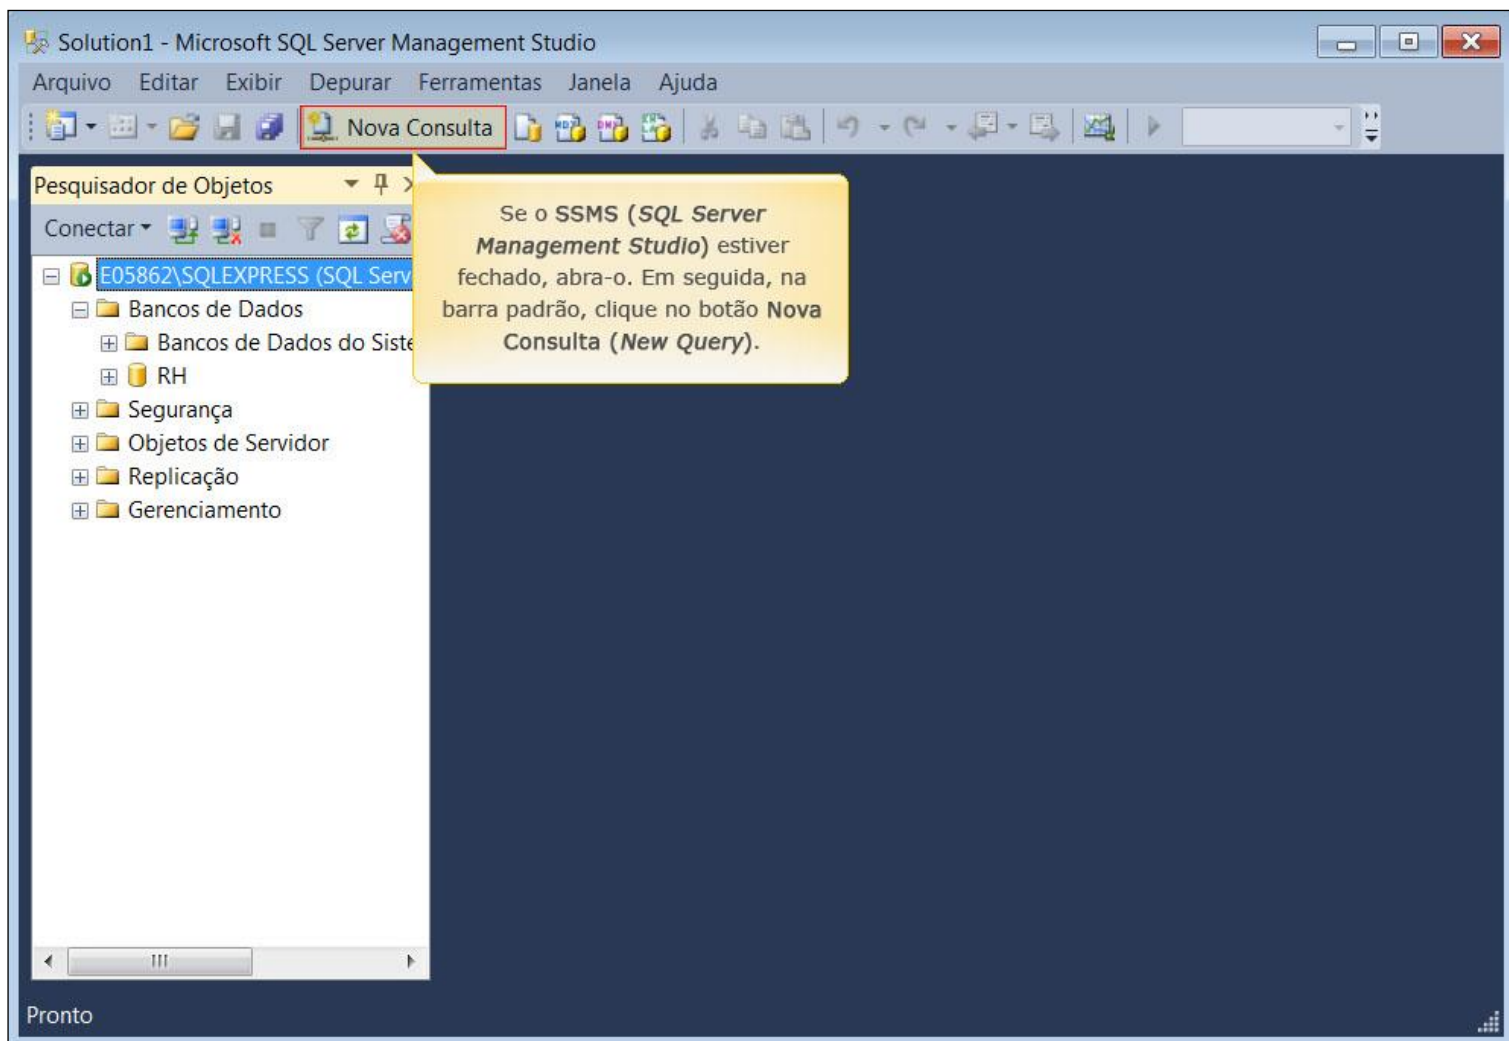 Solution1 - Microsoft SQL Server Management Studio
Arquivo Editar Exibir Depurar Ferramentas Janela Ajuda
Nova Consulta
Pesquisador de Objetos
Conectar
E05862\SQLEXPRESS (SQL Serv
Bancos de Dados
Bancos de Dados do Siste
RH
Segurança
Objetos de Servidor
Replicação
Gerenciamento
Se o SSMS (SQL Server
Management Studio) estiver
fechado, abra-o. Em seguida, na
barra padrão, clique no botão Nova
Consulta (New Query).
Pronto